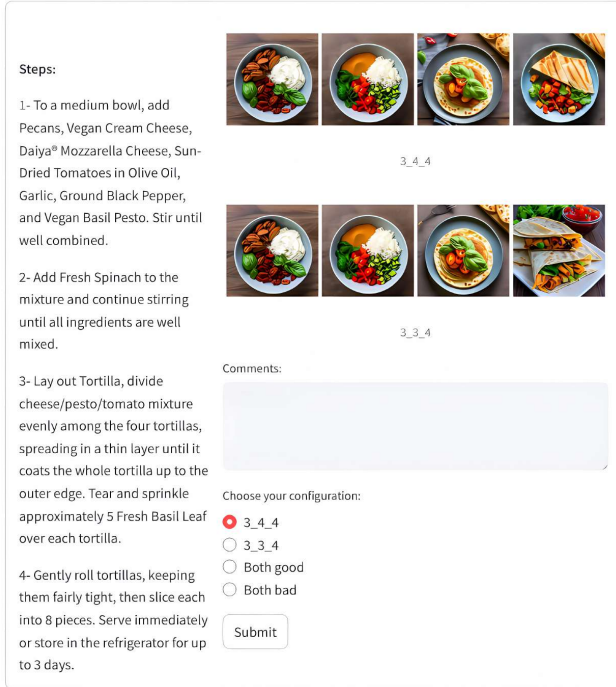 Steps:
1- To a medium bowl, add
Pecans, Vegan Cream Cheese,
Daiya® Mozzarella Cheese, Sun-
Dried Tomatoes in Olive Oil,
Garlic, Ground Black Pepper,
and Vegan Basil Pesto. Stir until
well combined.
2- Add Fresh Spinach to the
mixture and continue stirring
until all ingredients are well
mixed.
3- Lay out Tortilla, divide
cheese/pesto/tomato mixture
evenly among the four tortillas,
spreading in a thin layer until it
coats the whole tortilla up to the
outer edge. Tear and sprinkle
approximately 5 Fresh Basil Leaf
over each tortilla.
4- Gently roll tortillas, keeping
them fairly tight, then slice each
into 8 pieces. Serve immediately
or store in the refrigerator for up
to 3 days.
3_4_4
3_3_4
Comments:
Choose your configuration:
3_4_4
3_3_4
Both good
Both bad
Submit